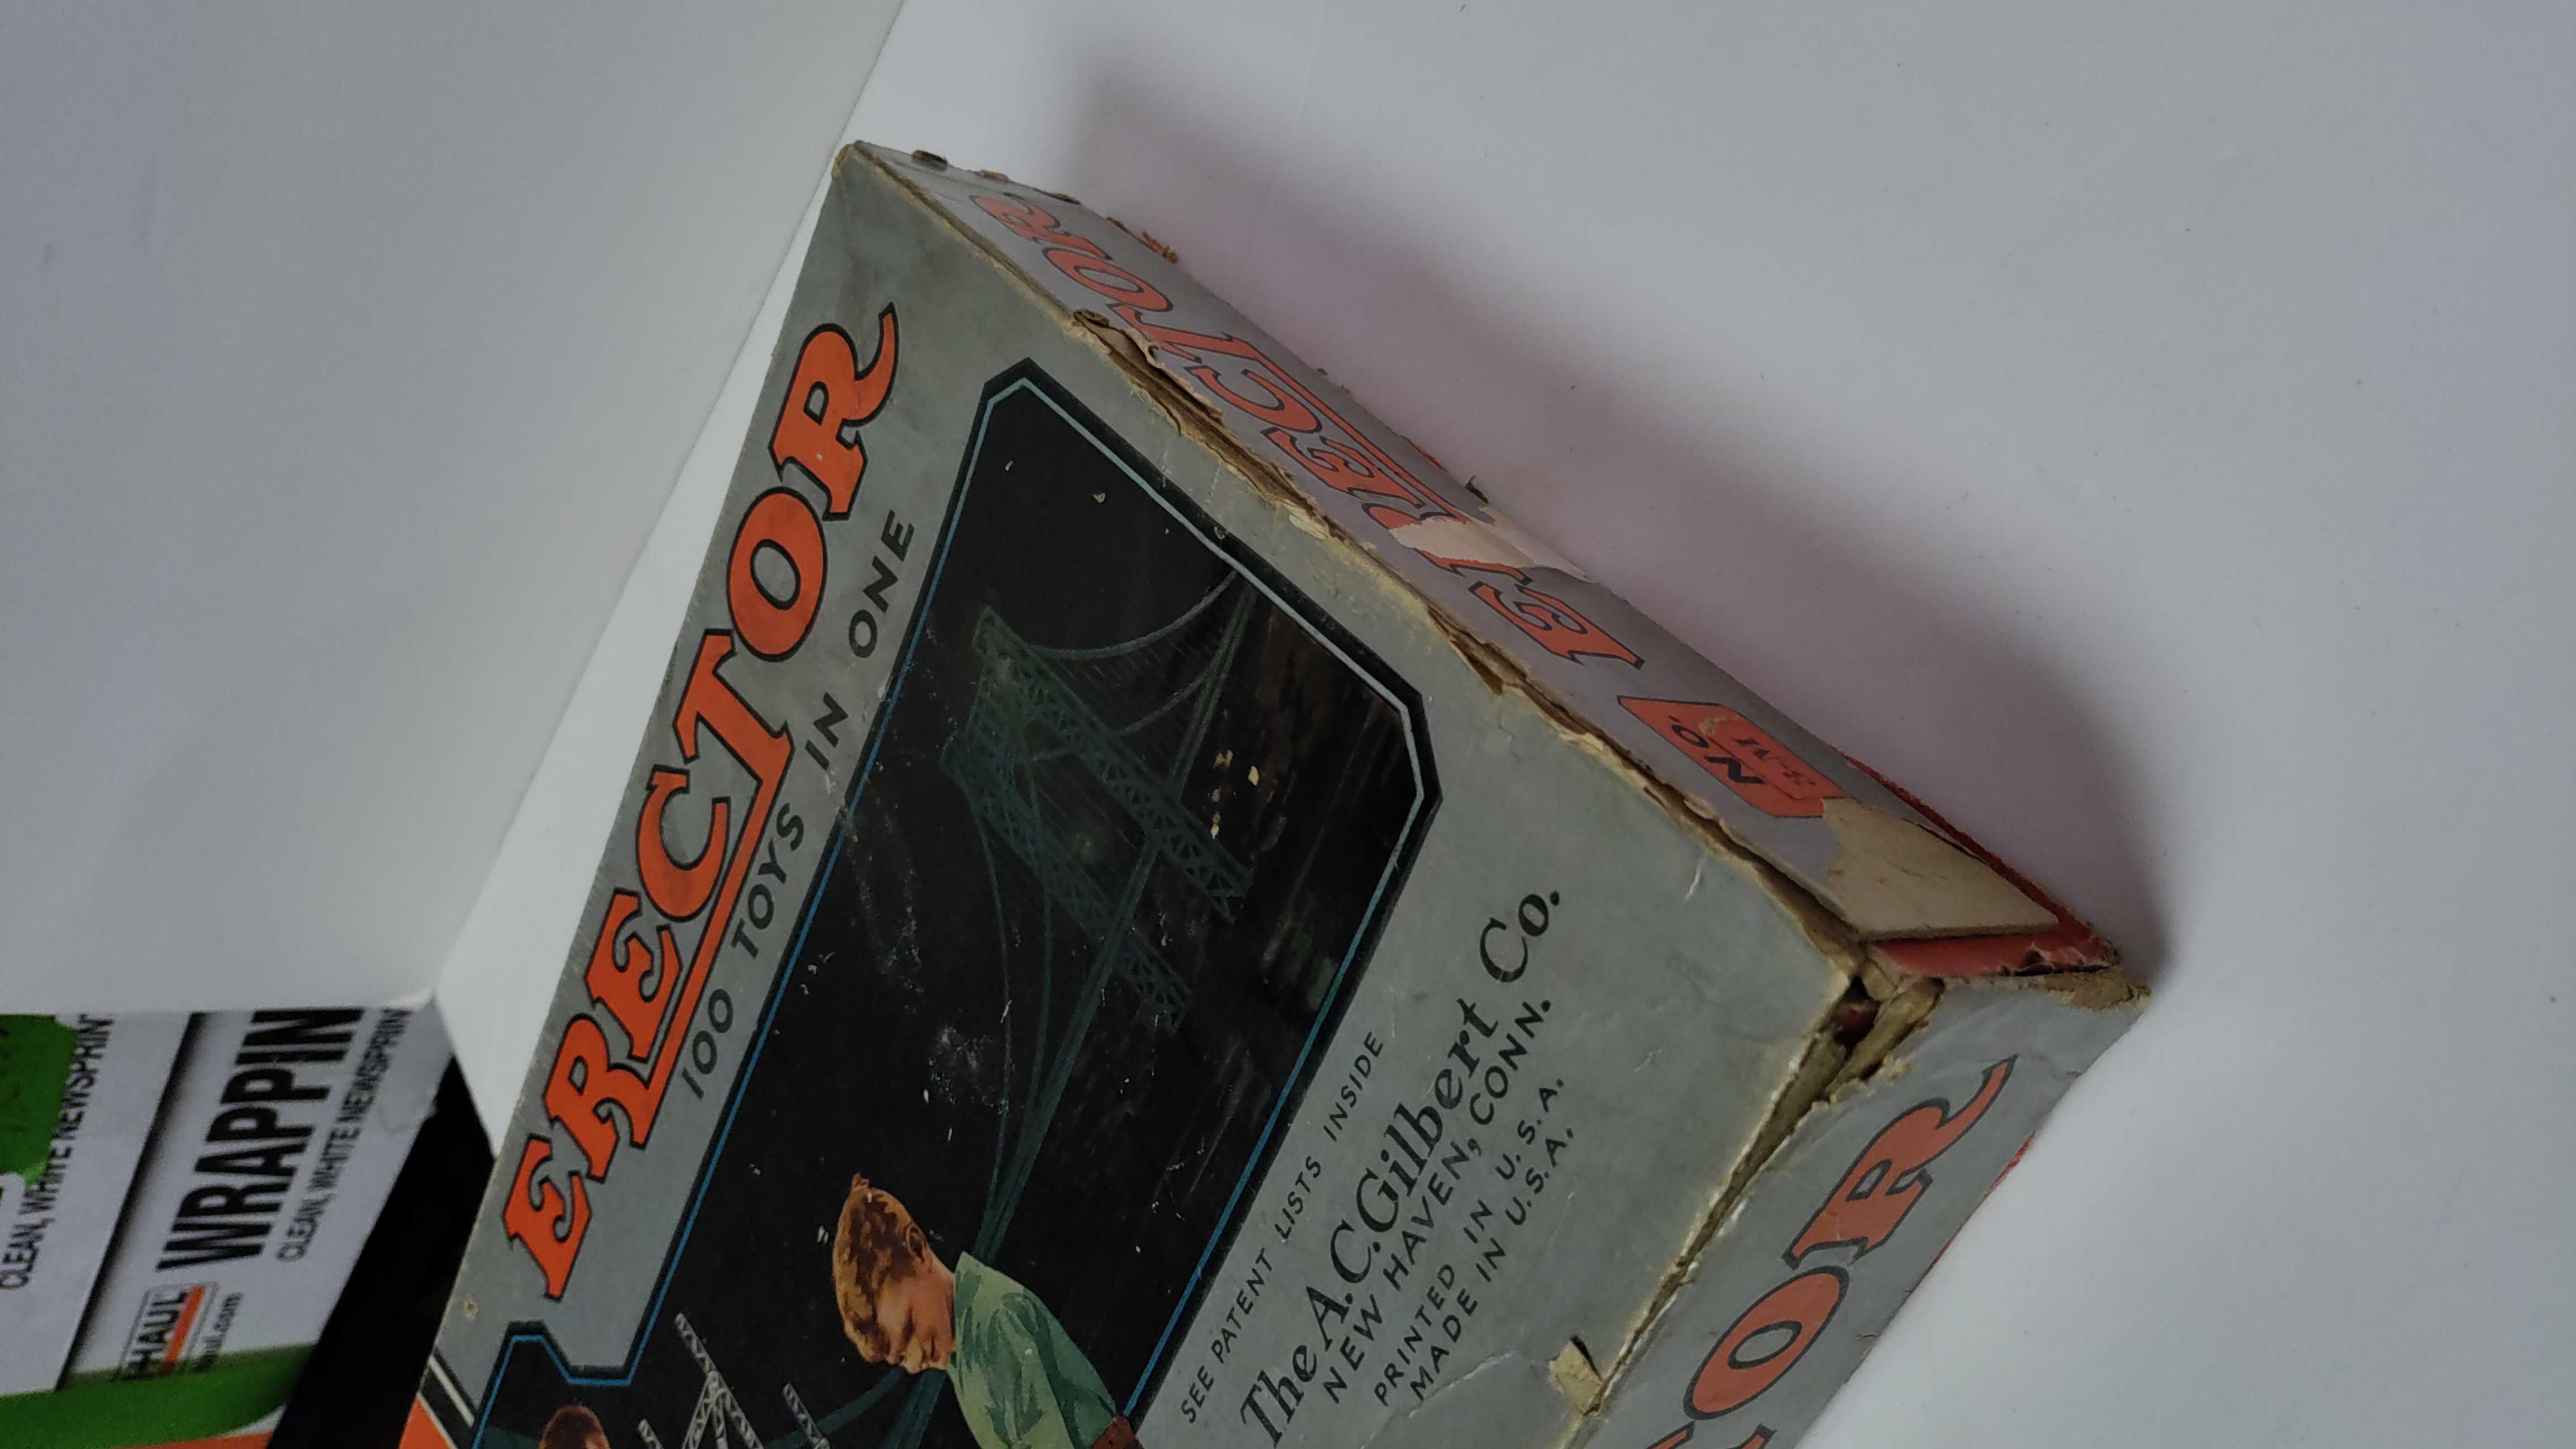 ERECTOR
100 TOYS IN ONE
SEE PATENT LISTS INSIDE
The A.C.Gilbert Co.
NEW HAVEN, CONN.
PRINTED IN U.S.A.
MADE IN U.S.A.
ERECTOR
NO.
CLEAN, WHITE NEWSPRIN
WRAPPIN
CLEAN, WHITE NEWSPRIN
HAUL